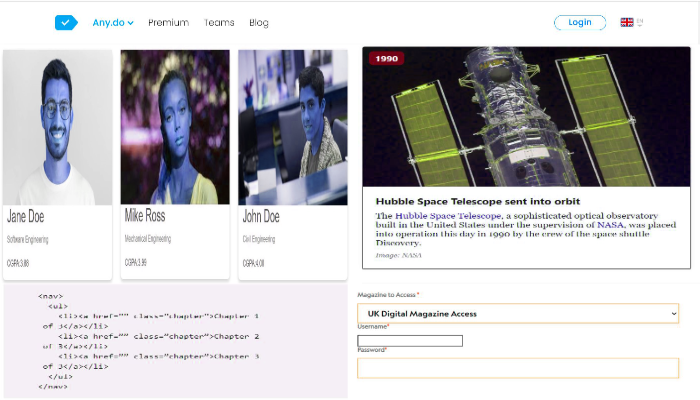 Any.do
Premium
Teams
Blog
Login
EN
Jane Doe
Software Engineering
CGPA:3.88
Mike Ross
Mechanical Engineering
CGPA:3.99
John Doe
Civil Engineering
CGPA:4.00
1990
Hubble Space Telescope sent into orbit
The Hubble Space Telescope, a sophisticated optical observatory
built in the United States under the supervision of NASA, was placed
into operation this day in 1990 by the crew of the space shuttle
Discovery.
Image: NASA
<nav>
<ul>
<li><a href="" class="chapter">Chapter 1
of 3</a></li>
<li><a href="" class="chapter">Chapter 2
of 3</a></li>
<li><a href="" class="chapter">Chapter 3
of 3</a></li>
</ul>
</nav>
Magazine to Access*
UK Digital Magazine Access
Username*
Password*